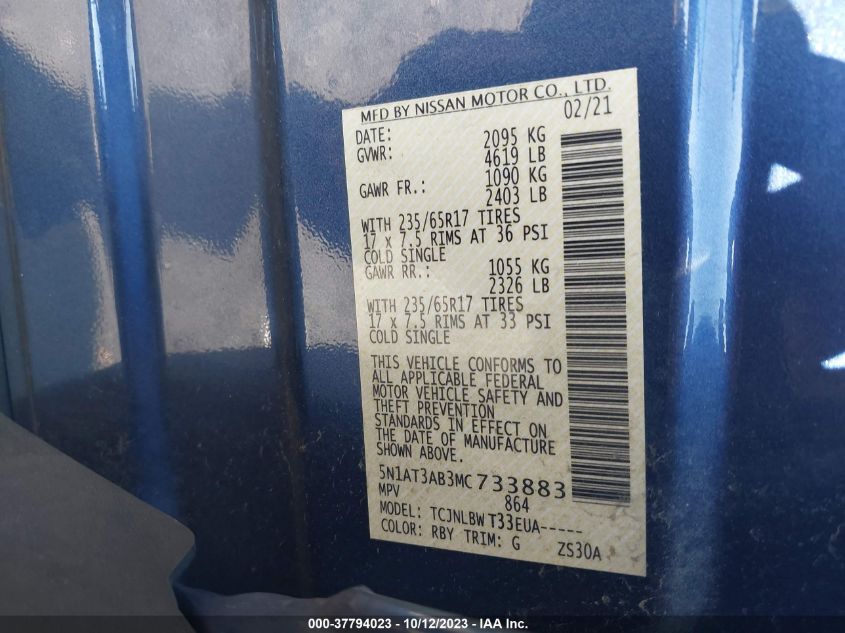 MFD BY NISSAN MOTOR CO., LTD.
DATE: 02/21
GVWR: 2095 KG
4619 LB
GAWR FR.: 1090 KG
2403 LB
WITH 235/65R17 TIRES
17 x 7.5 RIMS AT 36 PSI
COLD SINGLE
GAWR RR.: 1055 KG
2326 LB
WITH 235/65R17 TIRES
17 x 7.5 RIMS AT 33 PSI
COLD SINGLE
THIS VEHICLE CONFORMS TO
ALL APPLICABLE FEDERAL
MOTOR VEHICLE SAFETY AND
THEFT PREVENTION
STANDARDS IN EFFECT ON
THE DATE OF MANUFACTURE
SHOWN ABOVE.
5N1AT3AB3MC733883
MPV 864
MODEL: TCJNLBW T33EUA-----
COLOR: RBY TRIM: G ZS30A
000-37794023 - 10/12/2023 - IAA Inc.